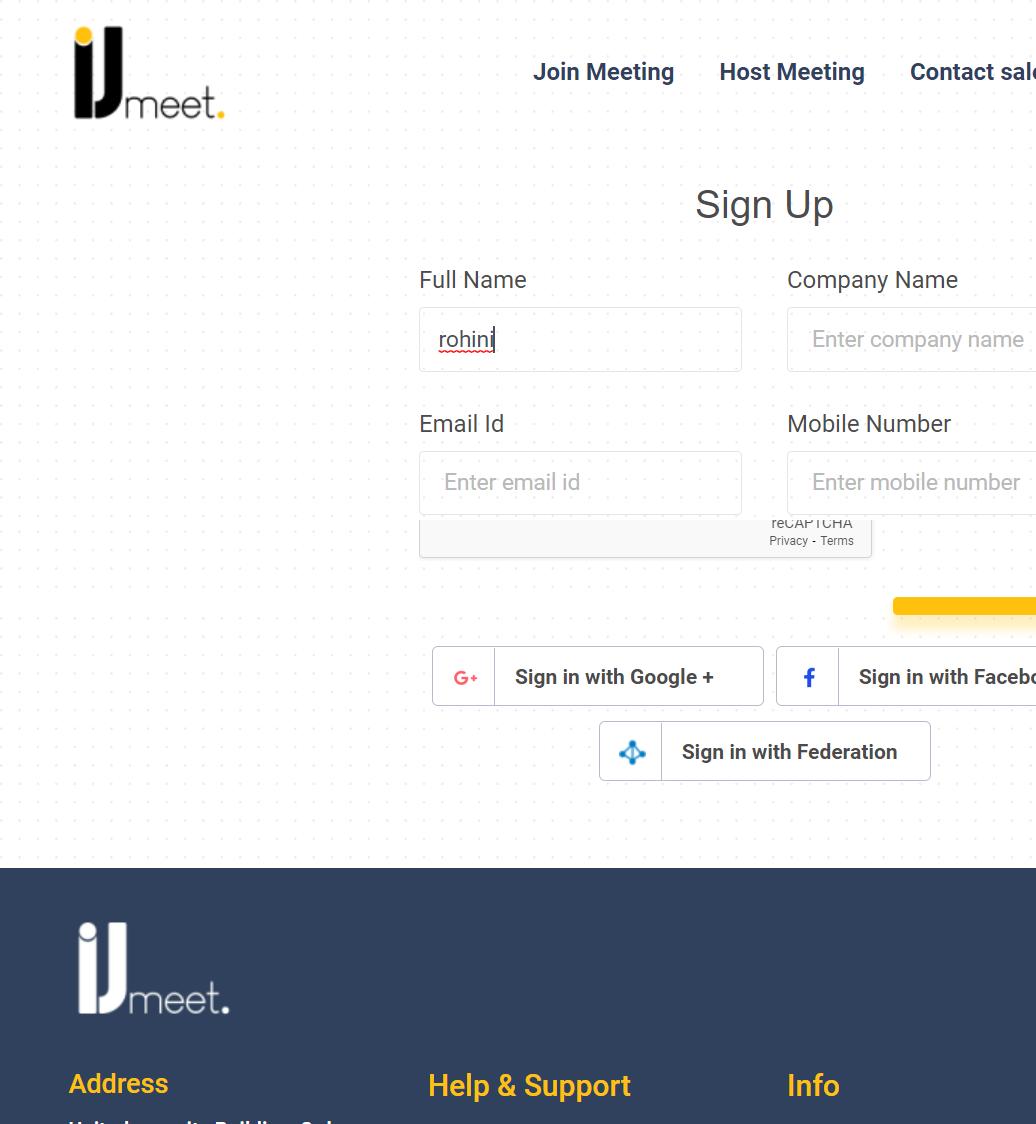 iJmeet.
Join Meeting Host Meeting Contact
Sign Up
Full Name Company Name
rohini Enter company name
Email Id Mobile Number
Enter email id Enter mobile number
reCAPTCHA
Privacy - Terms
Sign in with Google +
Sign in with
Sign in with Federation
iJmeet.
Address Help & Support Info